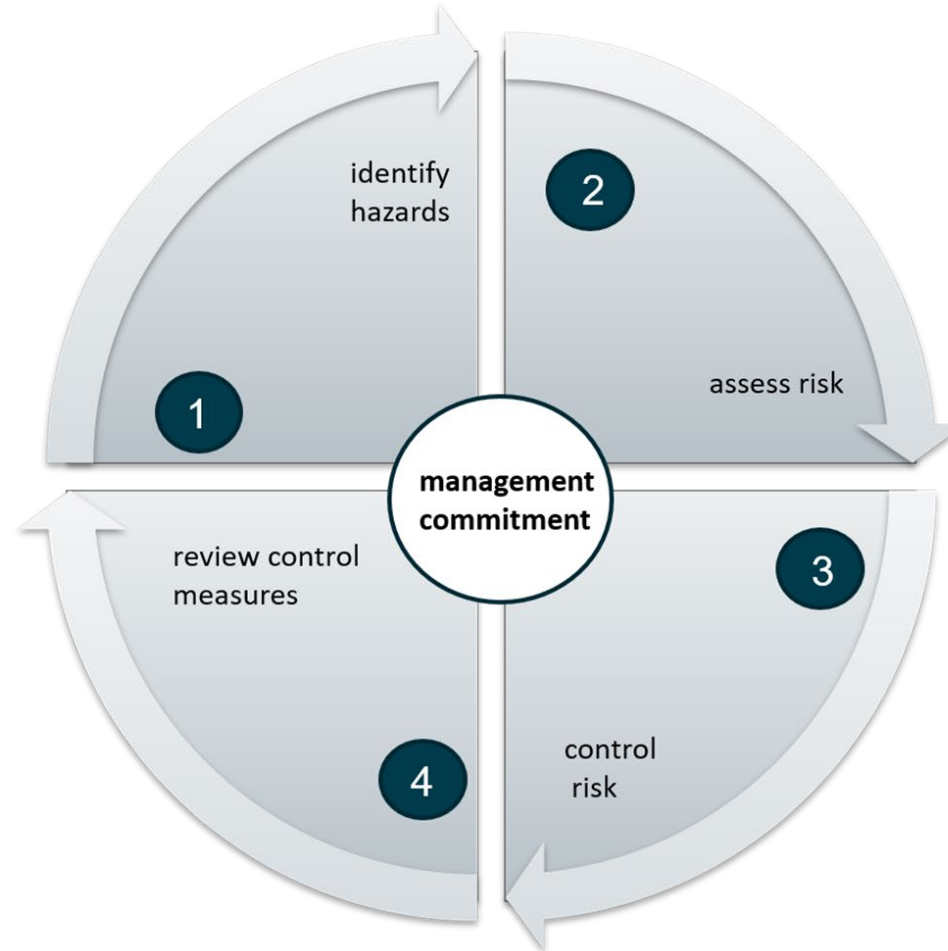 identify
hazards
1
2
assess risk
management
commitment
3
control
risk
review control
measures
4